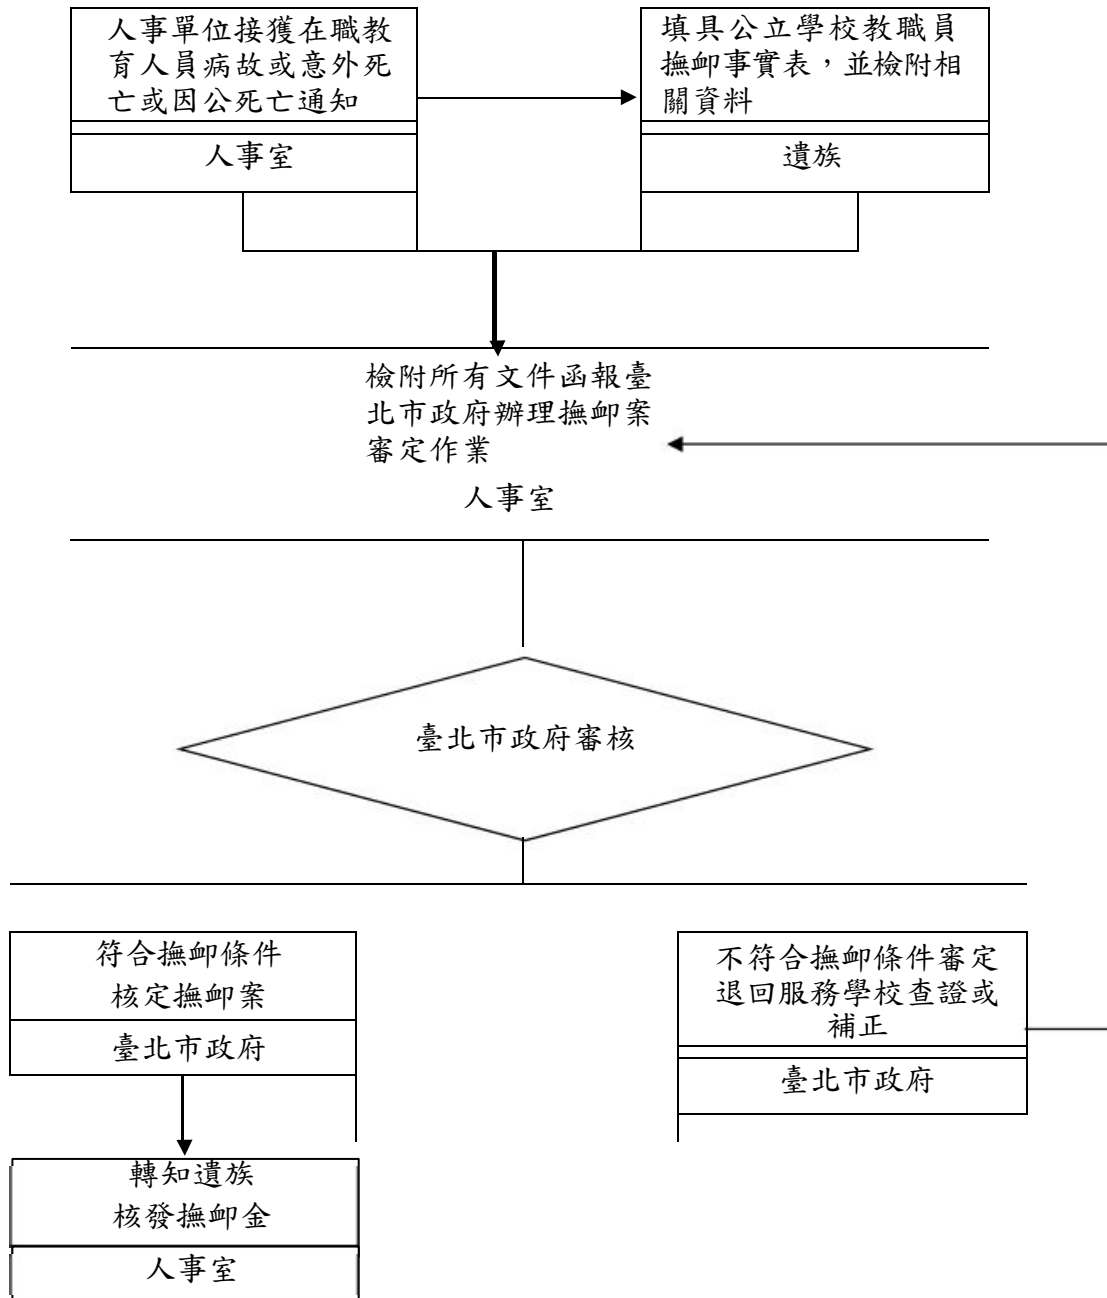 人事單位接獲在職教
育人員病故或意外死
亡或因公死亡通知
人事室
填具公立學校教職員
撫卹事實表，並檢附相
關資料
遺族
檢附所有文件函報臺
北市政府辦理撫卹案
審定作業
人事室
臺北市政府審核
符合撫卹條件
核定撫卹案
臺北市政府
不符合撫卹條件審定
退回服務學校查證或
補正
臺北市政府
轉知遺族
核發撫卹金
人事室